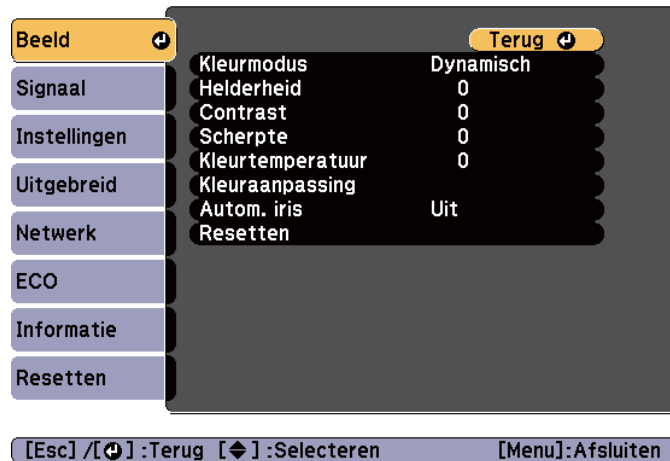 Beeld
Signaal
Instellingen
Uitgebreid
Netwerk
ECO
Informatie
Resetten
Terug
Kleurmodus Dynamisch
Helderheid 0
Contrast 0
Scherpte 0
Kleurtemperatuur 0
Kleuraanpassing
Autom. iris Uit
Resetten
[Esc] /[ ] :Terug [ ] :Selecteren [Menu]:Afsluiten